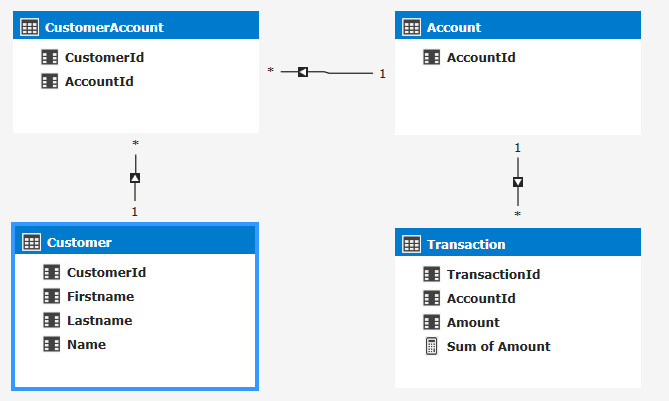 CustomerAccount
CustomerId
AccountId
* 1
Account
AccountId
*
1
1
*
Customer
CustomerId
Firstname
Lastname
Name
Transaction
TransactionId
AccountId
Amount
Sum of Amount